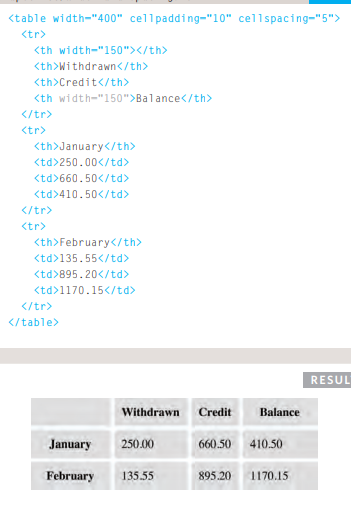 <table width="400" cellpadding="10" cellspacing="5">
<tr>
<th width="150"></th>
<th>Withdrawn</th>
<th>Credit</th>
<th width="150">Balance</th>
</tr>
<tr>
<th>January</th>
<td>250.00</td>
<td>660.50</td>
<td>410.50</td>
</tr>
<tr>
<th>February</th>
<td>135.55</td>
<td>895.20</td>
<td>1170.15</td>
</tr>
</table>
RESUL
Withdrawn Credit Balance
January 250.00 660.50 410.50
February 135.55 895.20 1170.15